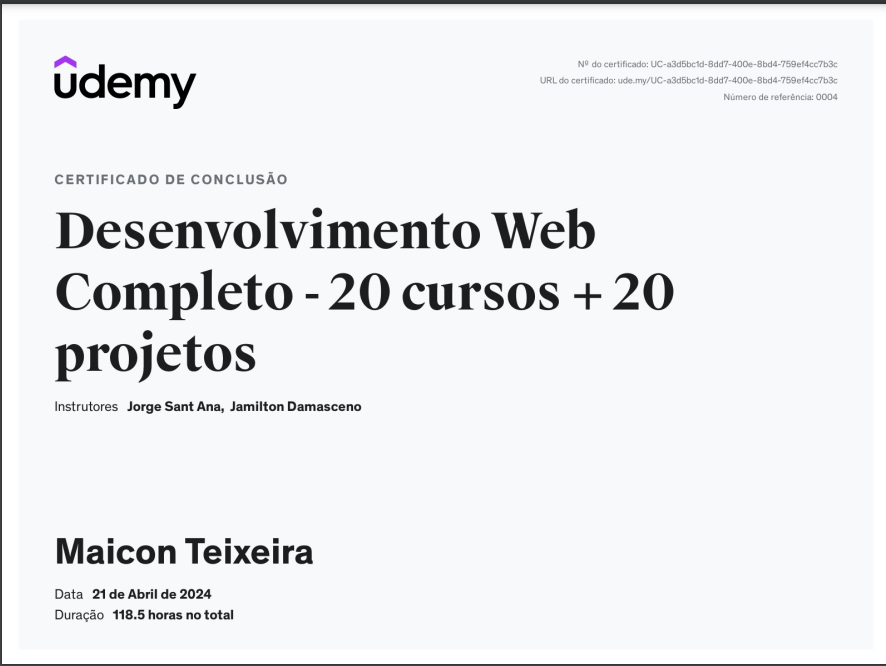 udemy
Nº do certificado: UC-a3d5bc1d-8dd7-400e-8bd4-759ef4cc7b3c
URL do certificado: ude.my/UC-a3d5bc1d-8dd7-400e-8bd4-759ef4cc7b3c
Número de referência: 0004
CERTIFICADO DE CONCLUSÃO
Desenvolvimento Web
Completo - 20 cursos + 20
projetos
Instrutores Jorge Sant Ana, Jamilton Damasceno
Maicon Teixeira
Data 21 de Abril de 2024
Duração 118.5 horas no total